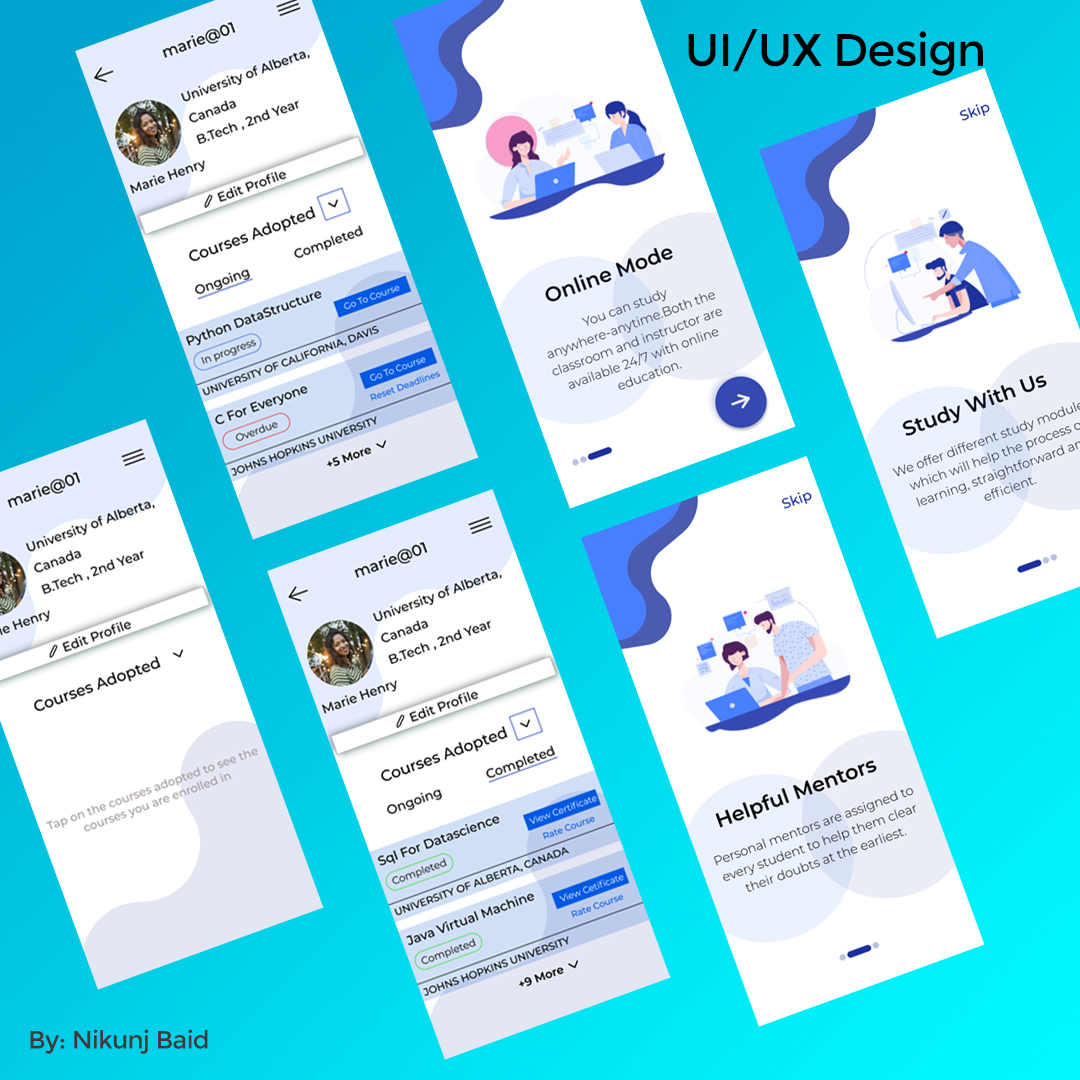 UI/UX Design
marie@01
University of Alberta,
Canada
B.Tech , 2nd Year
Marie Henry
Edit Profile
Courses Adopted
Ongoing
Completed
Python DataStructure
Go To Course
In progress
UNIVERSITY OF CALIFORNIA, DAVIS
C For Everyone
Go To Course
Reset Deadlines
Overdue
JOHNS HOPKINS UNIVERSITY
+5 More
Online Mode
You can study
anywhere-anytime.Both the
classroom and instructor are
available 24/7 with online
education.
Skip
Study With Us
We offer different study module
which will help the process o
learning, straightforward an
efficient.
marie@01
University of Alberta,
Canada
B.Tech , 2nd Year
ie Henry
Edit Profile
Courses Adopted
Tap on the courses adopted to see the
courses you are enrolled in
marie@01
University of Alberta,
Canada
B.Tech , 2nd Year
Marie Henry
Edit Profile
Courses Adopted
Ongoing
Completed
Sql For Datascience
View Certificate
Rate Course
Completed
UNIVERSITY OF ALBERTA, CANADA
Java Virtual Machine
View Cetificate
Rate Course
Completed
JOHNS HOPKINS UNIVERSITY
+9 More
Skip
Helpful Mentors
Personal mentors are assigned to
every student to help them clear
their doubts at the earliest.
By: Nikunj Baid